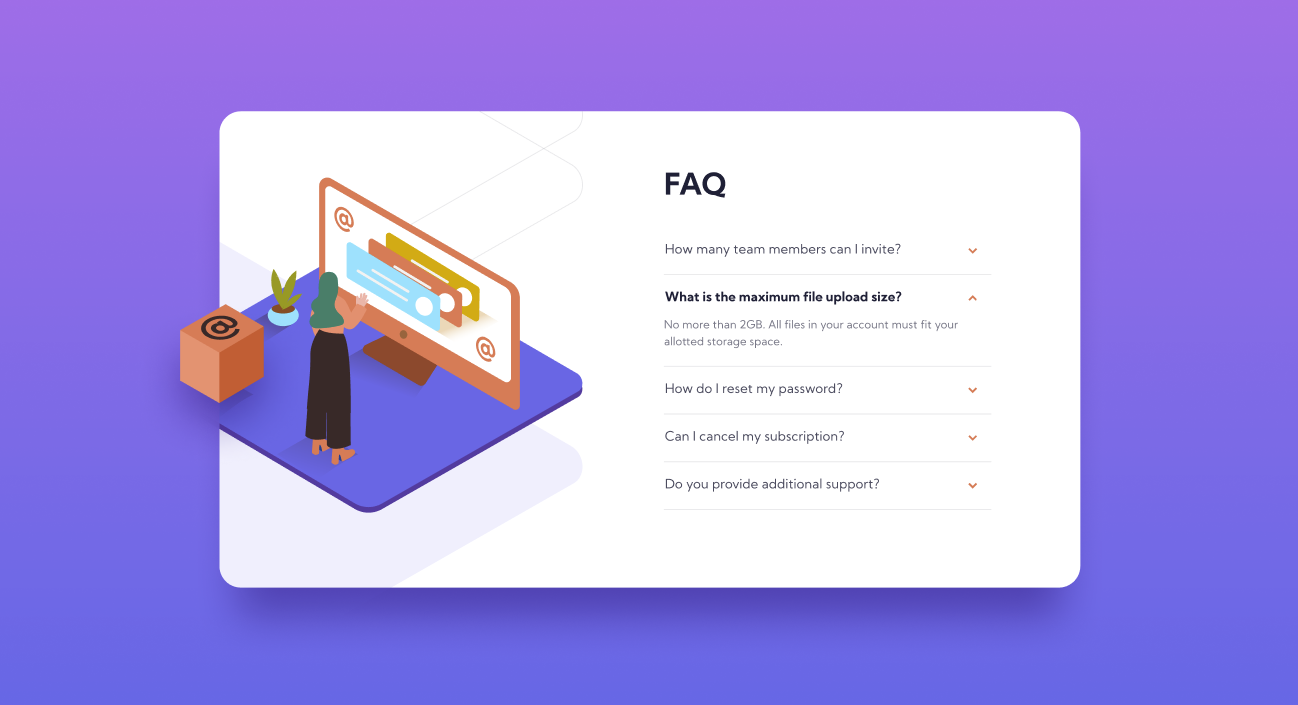 FAQ
How many team members can I invite?
What is the maximum file upload size?
No more than 2GB. All files in your account must fit your
allotted storage space.
How do I reset my password?
Can I cancel my subscription?
Do you provide additional support?
@
@
@